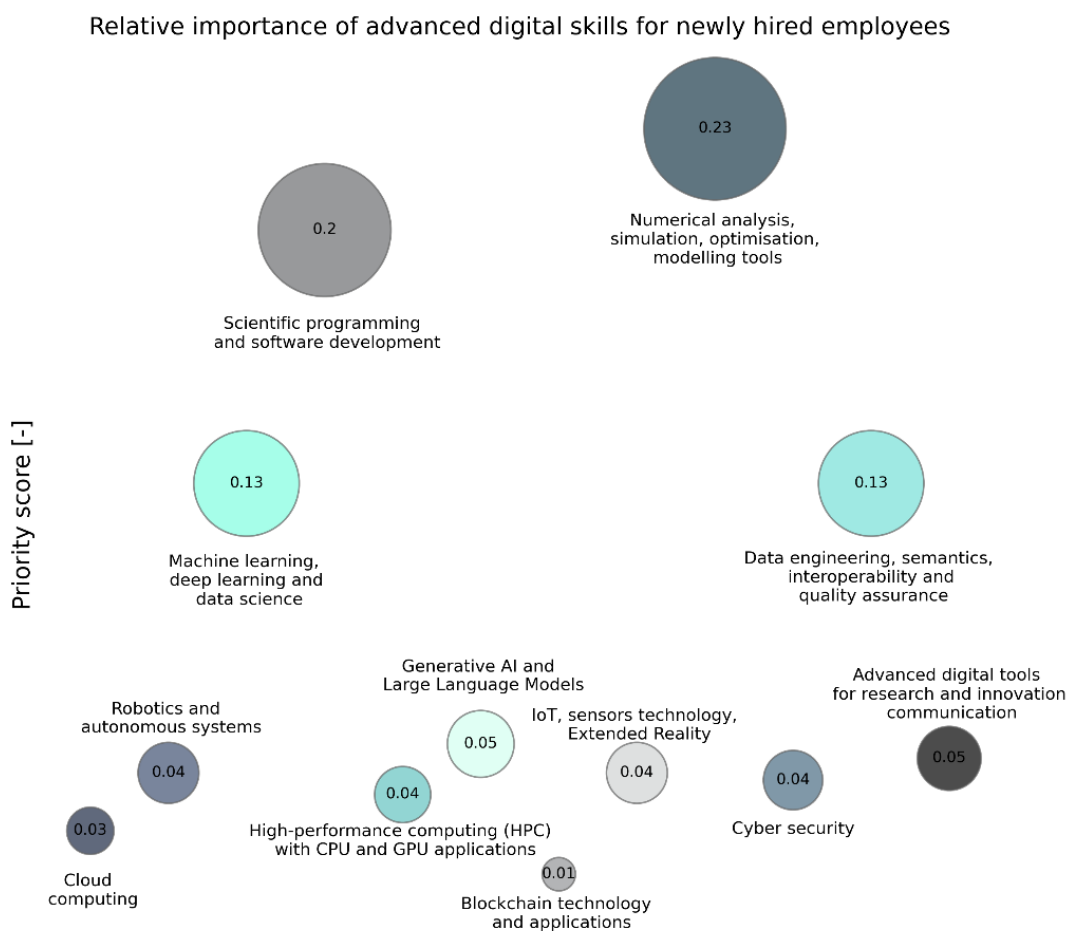 Relative importance of advanced digital skills for newly hired employees
Priority score [-]
0.23
Numerical analysis,
simulation, optimisation,
modelling tools
0.2
Scientific programming
and software development
0.13
Machine learning,
deep learning and
data science
0.13
Data engineering, semantics,
interoperability and
quality assurance
Generative AI and
Large Language Models
0.05
Advanced digital tools
for research and innovation
communication
0.05
Robotics and
autonomous systems
0.04
IoT, sensors technology,
Extended Reality
0.04
0.04
Cyber security
0.04
High-performance computing (HPC)
with CPU and GPU applications
0.03
Cloud
computing
0.01
Blockchain technology
and applications